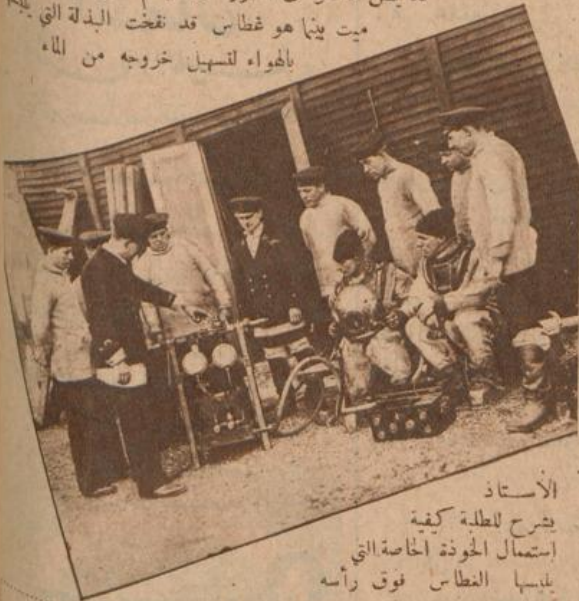 ميت بينما هو غطاس قد نفخت البذلة التي
بالهواء لتسهيل خروجه من الماء
الأستاذ
يشرح للطلبة كيفية
استعمال الخوذة الخاصة التي
يلبسها الغطاس فوق رأسه